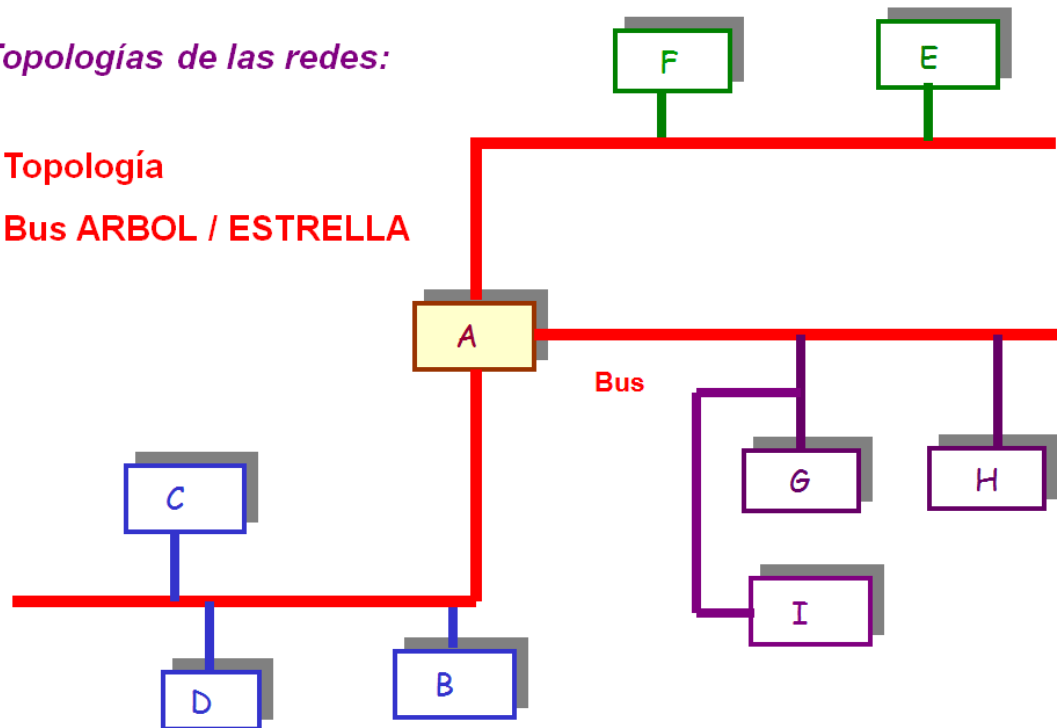 Topologías de las redes:
F
E
Topología
Bus ARBOL / ESTRELLA
A
Bus
C
G
H
I
D
B